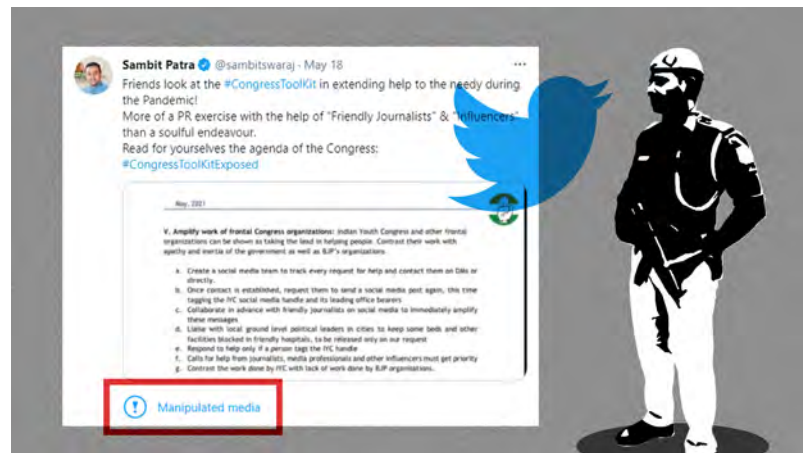 Sambit Patra @sambitswaraj · May 18 ...
Friends look at the #CongressToolKit in extending help to the needy during
the Pandemic!
More of a PR exercise with the help of "Friendly Journalists" & "Influencers"
than a soulful endeavour.
Read for yourselves the agenda of the Congress:
#CongressToolKitExposed
May, 2021
V. Amplify work of frontal Congress organizations: Indian Youth Congress and other frontal
organizations can be shown as taking the lead in helping people. Contrast their work with
apathy and inertia of the government as well as BJP's organizations.
a. Create a social media team to track every request for help and contact them on DMs or
directly.
b. Once contact is established, request them to send a social media post again, this time
tagging the IYC social media handle and its leading office bearers
c. Collaborate in advance with friendly journalists on social media to immediately amplify
these messages
d. Liaise with local ground level political leaders in cities to keep some beds and other
facilities blocked in friendly hospitals, to be released only on our request
e. Respond to help only if a person tags the IYC handle
f. Calls for help from journalists, media professionals and other influencers must get priority
g. Contrast the work done by IYC with lack of work done by BJP organisations.
Manipulated media